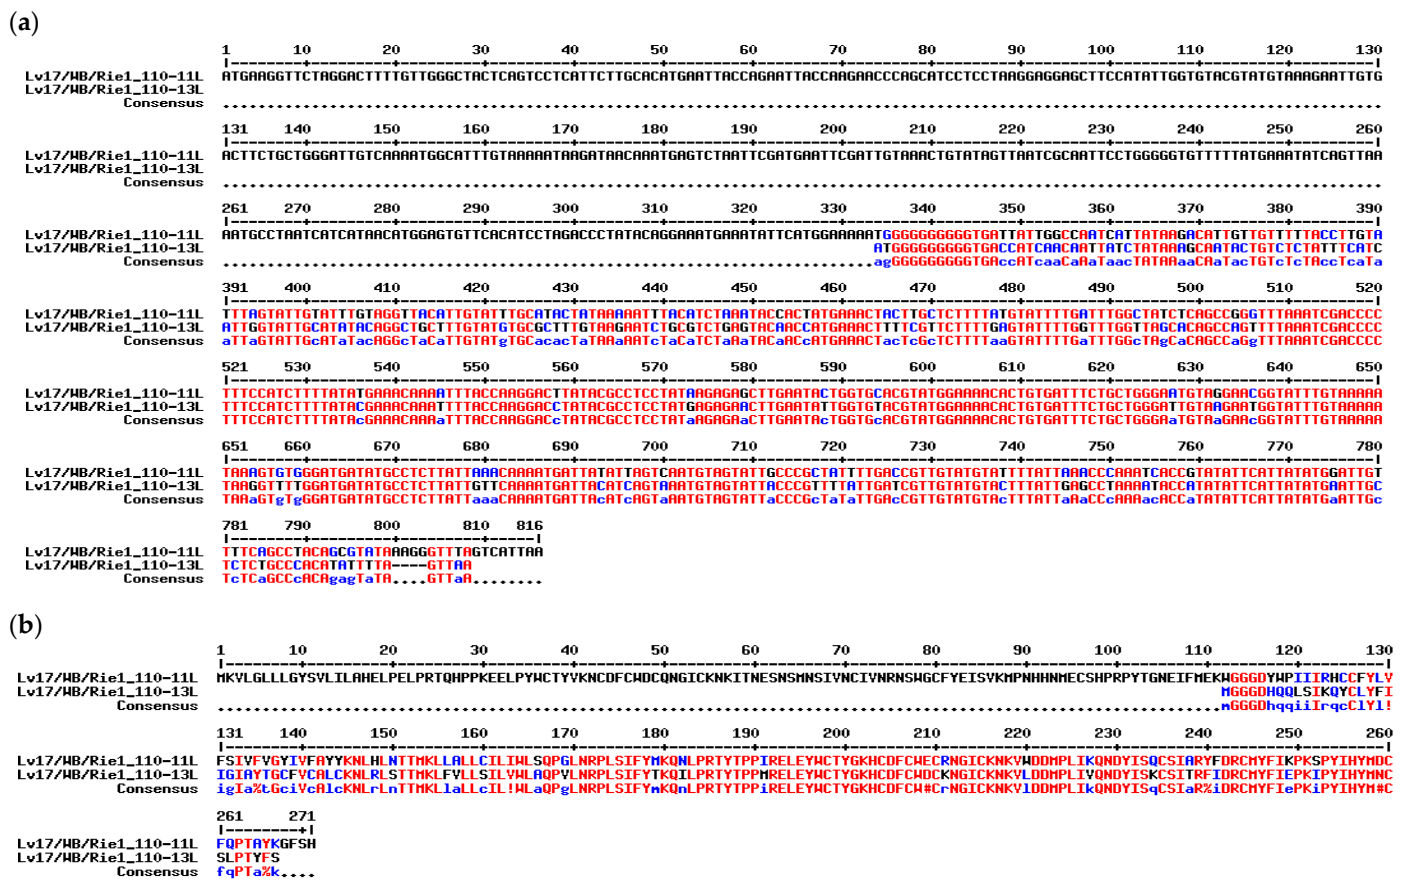 (a)
1 10 20 30 40 50 60 70 80 90 100 110 120 130
|--------+---------+---------+---------+---------+---------+---------+---------+---------+---------+---------+---------+---------|
Lv17/WB/Rie1_110-11L ATGAAGGTTCTAGGACTTTTGTTGGGCTACTCAGTCCTCATTCTTGCACATGAATTACCAGAATTACCAAGAACCCAGCATCCTCCTAAGGAGGAGCTTCCATATTGGTGTACGTATGTAAAGAATTGTG
Lv17/WB/Rie1_110-13L
Consensus ..................................................................................................................................
131 140 150 160 170 180 190 200 210 220 230 240 250 260
|--------+---------+---------+---------+---------+---------+---------+---------+---------+---------+---------+---------+---------|
Lv17/WB/Rie1_110-11L ACTTCTGCTGGGATTGTCAAAATGGCATTTGTAAAAATAAGATAACAAATGAGTCTAATTCGATGAATTCGATTGTAAACTGTATAGTTAATCGCAATTCCTGGGGGTGTTTTTATGAAATATCAGTTAA
Lv17/WB/Rie1_110-13L
Consensus ..................................................................................................................................
261 270 280 290 300 310 320 330 340 350 360 370 380 390
|--------+---------+---------+---------+---------+---------+---------+---------+---------+---------+---------+---------+---------|
Lv17/WB/Rie1_110-11L AATGCCTAATCATCATAACATGGAGTGTTCACATCCTAGACCCTATACAGGAAATGAAATATTCATGGAAAAATGGGGGGGGGGTGATTATTGGCCAATCATTATAAGACATTGTTGTTTTTACCTTGTA
Lv17/WB/Rie1_110-13L ATGGGGGGGGGTGACCATCAACAATTATCTATAAAGCAATACTGTCTCTATTTCATC
Consensus .........................................................................agGGGGGGGGGTGAccAtcaaCaAtaacTATAAaaCAatacTGTctcTAccTcaTa
391 400 410 420 430 440 450 460 470 480 490 500 510 520
|--------+---------+---------+---------+---------+---------+---------+---------+---------+---------+---------+---------+---------|
Lv17/WB/Rie1_110-11L TTTAGTATTGTATTTGTAGGTTACATTGTATTTGCATACTATAAAAATTTACATCTAAATACCACTATGAAACTACTTGCTCTTTTATGTATTTTGATTTGGCTATCTCAGCCGGGTTTAAATCGACCCC
Lv17/WB/Rie1_110-13L ATTGGTATTGCATATACAGGCTGCTTTGTATGTGCGCTTTGTAAGAATCTGCGTCTGAGTACAACCATGAAACTTTTCGTTCTTTTGAGTATTTTGGTTTGGTTAGCACAGCCAGTTTTAAATCGACCCC
Consensus aTTaGTATTGcATaTacAGGcTaCaTTGTATgTGCacacTaTAAaAATcTaCaTCTaAaTACaACcATGAAACTacTcGcTCTTTTaaGTATTTTGaTTTGGcTAgCaCAGCCaGgTTTAAATCGACCCC
521 530 540 550 560 570 580 590 600 610 620 630 640 650
|--------+---------+---------+---------+---------+---------+---------+---------+---------+---------+---------+---------+---------|
Lv17/WB/Rie1_110-11L TTTCCATCTTTTATATGAAACAAAATTTACCAAGGACTTATACGCCTCCTATAAGAGAGCTTGAATACTGGTGCACGTATGGAAAACACTGTGATTTCTGCTGGGAATGTAGGAACGGTATTTGTAAAAA
Lv17/WB/Rie1_110-13L TTTCCATCTTTTATACGAAACAAATTTTACCAAGGACCTATACGCCTCCTATGAGAGAACTTGAATATTGGTGTACGTATGGAAAACACTGTGATTTCTGCTGGGATTGTAAGAATGGTATTTGTAAAAA
Consensus TTTCCATCTTTTATAcGAAACAAAaTTTACCAAGGACcTATACGCCTCCTATaAGAGAaCTTGAATAcTGGTGcACGTATGGAAAACACTGTGATTTCTGCTGGGAaTGTAaGAAcGGTATTTGTAAAAA
651 660 670 680 690 700 710 720 730 740 750 760 770 780
|--------+---------+---------+---------+---------+---------+---------+---------+---------+---------+---------+---------+---------|
Lv17/WB/Rie1_110-11L TAAAGTGTGGGATGATATGCCTCTTATTAAACAAAATGATTATATTAGTCAATGTAGTATTGCCCGCTATTTTGACCGTTGTATGTATTTTATTAAACCCAAATCACCGTATATTCATTATATGGATTGT
Lv17/WB/Rie1_110-13L TAAGGTTTTGGATGATATGCCTCTTATTGTTCAAAATGATTACATCAGTAAATGTAGTATTACCCGTTTTATTGATCGTTGTATGTACTTTATTGAGCCTAAAATACCATATATTCATTATATGAATTGC
Consensus TAAaGTgTgGGATGATATGCCTCTTATTaaaCAAAATGATTAcATcAGTaAATGTAGTATTaCCCGcTaTaTTGAcCGTTGTATGTAcTTTATTaAaCCcAAAacACCaTATATTCATTATATGaATTGc
781 790 800 810 816
|--------+---------+---------+-----|
Lv17/WB/Rie1_110-11L TTTCAGCCTACAGCGTATAAAGGGTTTAGTCATTAA
Lv17/WB/Rie1_110-13L TCTCTGCCCACATATTTTA----GTTAA
Consensus TcTCaGCCcACAgagTaTA....GTTaA........
(b)
1 10 20 30 40 50 60 70 80 90 100 110 120 130
|--------+---------+---------+---------+---------+---------+---------+---------+---------+---------+---------+---------+---------|
Lv17/WB/Rie1_110-11L MKVLGLLLGYSVLILAHELPELPRTQHPPKEELPYWCTYVKNCDFCWDCQNGICKNKITNESNSMNSIVNCIVNRNSWGCFYEISVKMPNHHNMECSHPRPYTGNEIFMEKWGGGDYWPIIIRHCCFYLV
Lv17/WB/Rie1_110-13L MGGGDHQQLSIKQYCLYFI
Consensus ...............................................................................................................mGGGDhqqiiIrqcClYl!
131 140 150 160 170 180 190 200 210 220 230 240 250 260
|--------+---------+---------+---------+---------+---------+---------+---------+---------+---------+---------+---------+---------|
Lv17/WB/Rie1_110-11L FSIVFVGYIVFAYYKNLHLNTTMKLLALLCILIWLSQPGLNRPLSIFYMKQNLPRTYTPPIRELEYWCTYGKHCDFCWECRNGICKNKVWDDMPLIKQNDYISQCSIARYFDRCMYFIKPKSPYIHYMDC
Lv17/WB/Rie1_110-13L IGIAYTGCFVCALCKNLRLSTTMKLFVLLSILVWLAQPVLNRPLSIFYTKQILPRTYTPPMRELEYWCTYGKHCDFCWDCKNGICKNKVLDDMPLIVQNDYISKCSITRFIDRCMYFIEPKIPYIHYMNC
Consensus igIa%tGciVcAlcKNLrLnTTMKLlaLLcIL!WLaQPgLNRPLSIFYmKQnLPRTYTPPiRELEYWCTYGKHCDFCW#CrNGICKNKVlDDMPLIkQNDYISqCSIaR%iDRCMYFIePKiPYIHYM#C
261 271
|--------+|
Lv17/WB/Rie1_110-11L FQPTAYKGFSH
Lv17/WB/Rie1_110-13L SLPTYFS
Consensus fqPTa%k....